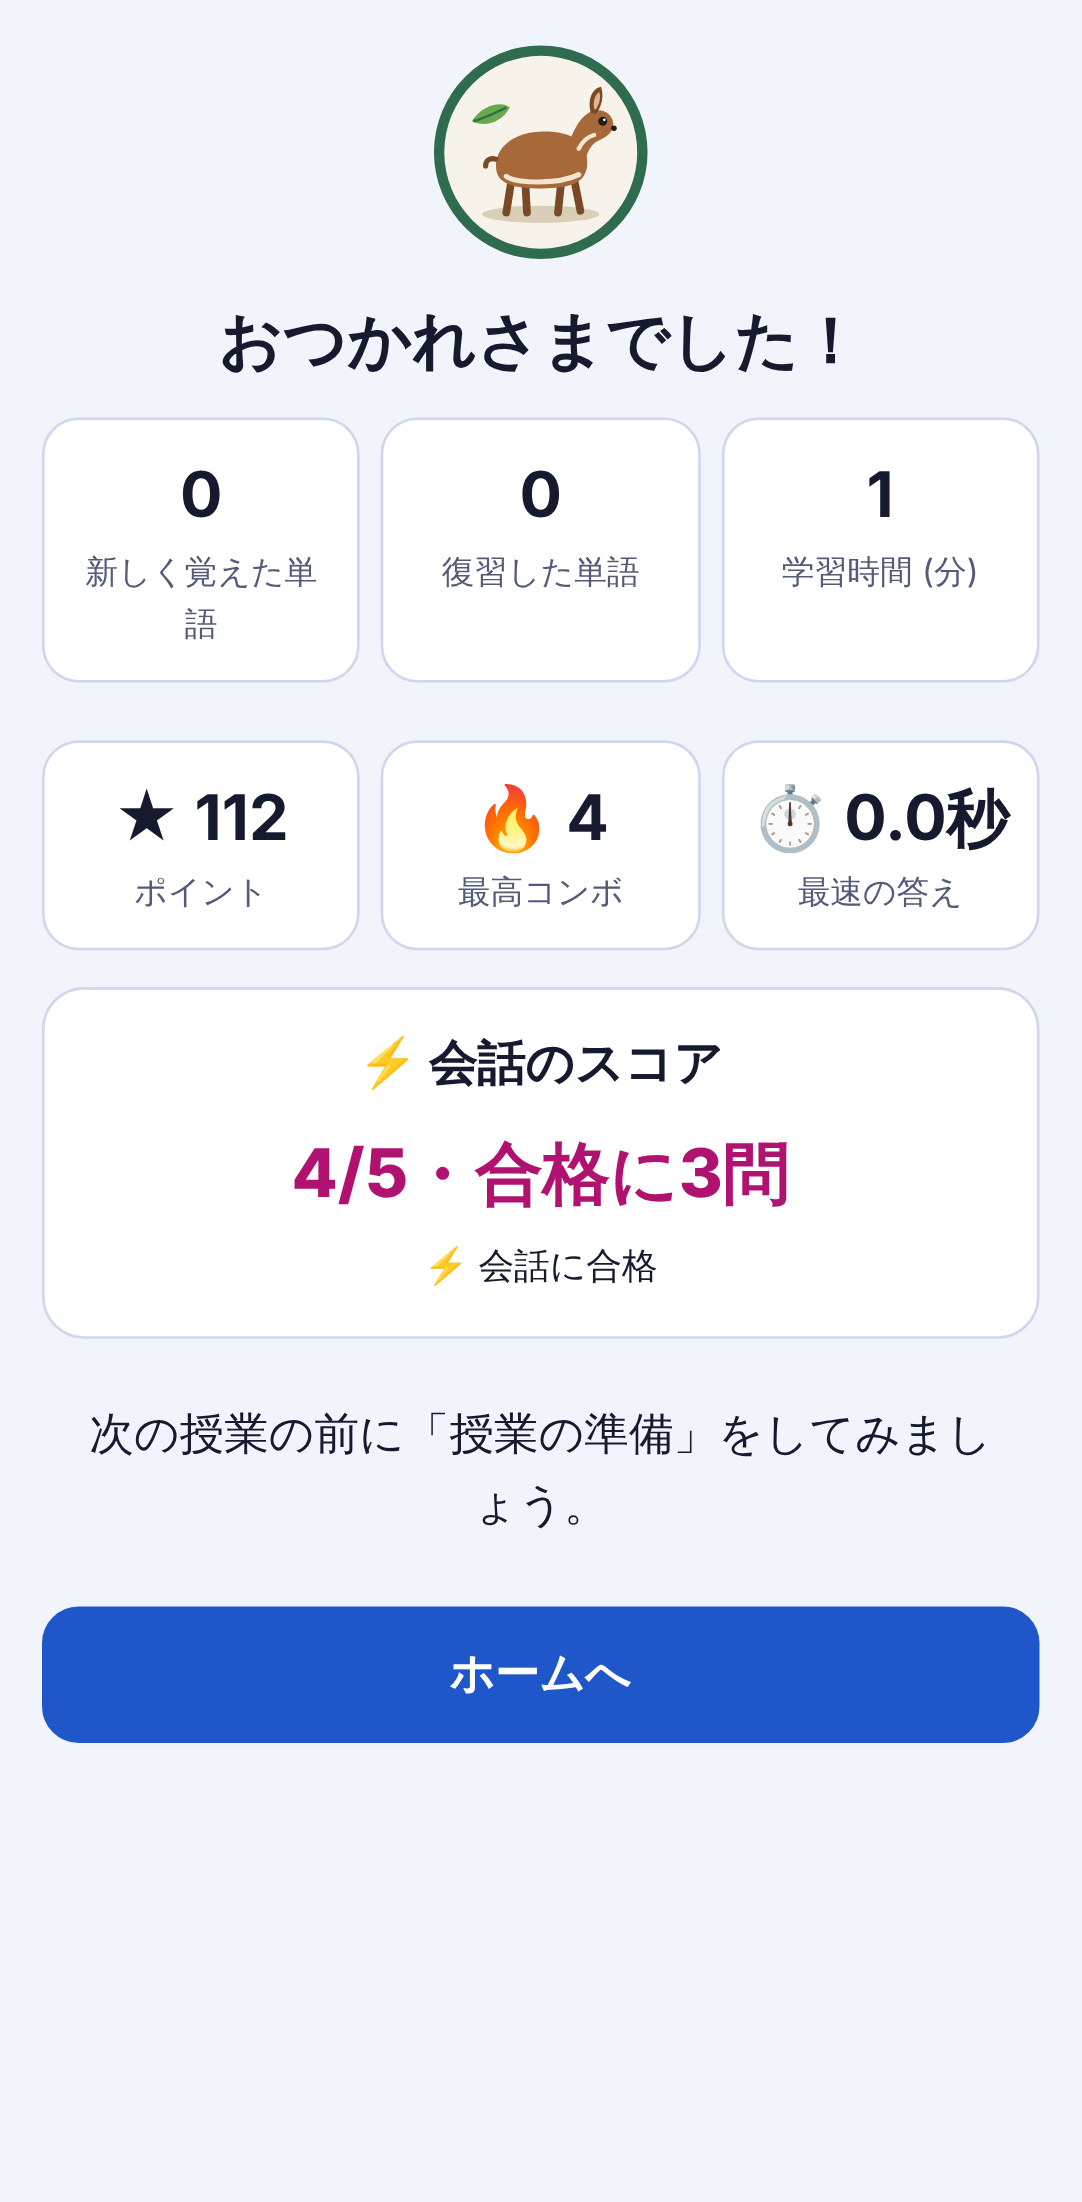 おつかれさまでした！
0
新しく覚えた単
語
0
復習した単語
1
学習時間 (分)
★ 112
ポイント
🔥 4
最高コンボ
⏱️ 0.0秒
最速の答え
⚡ 会話のスコア
4/5・合格に3問
⚡ 会話に合格
次の授業の前に「授業の準備」をしてみまし
ょう。
ホームへ